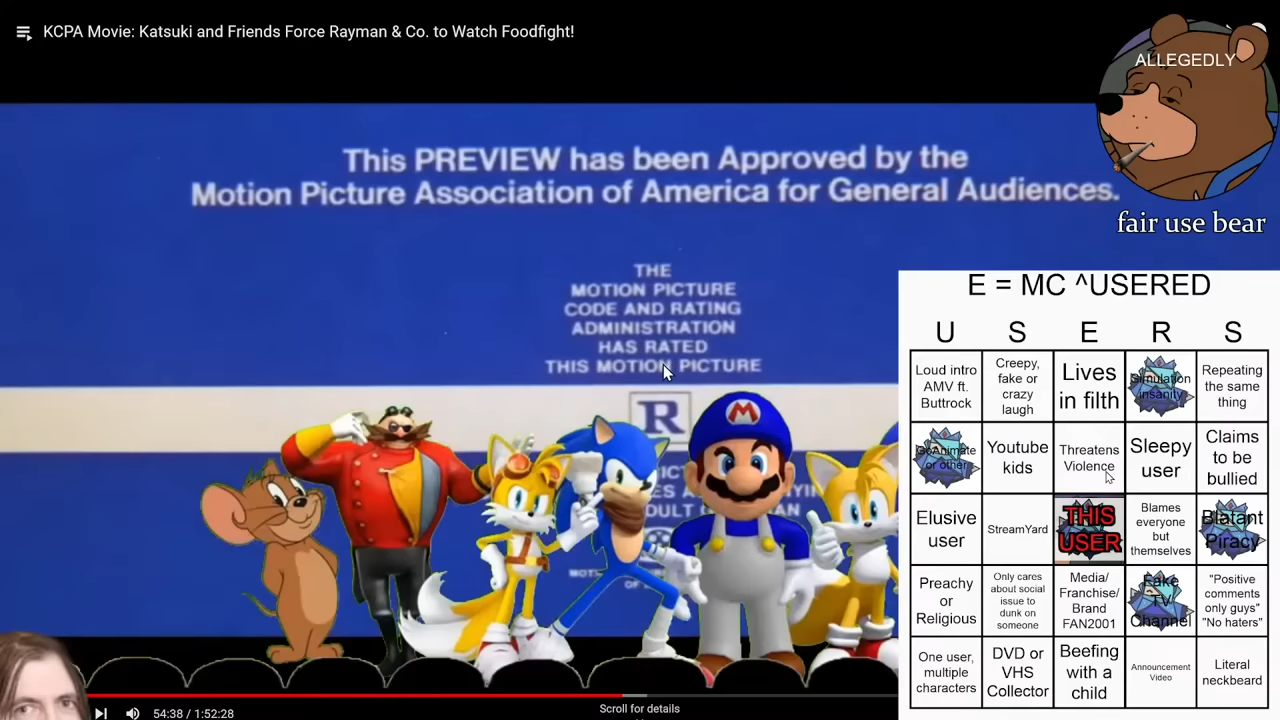 KCPA Movie: Katsuki and Friends Force Rayman & Co. to Watch Foodfight!
ALLEGEDLY
fair use bear
This PREVIEW has been Approved by the
Motion Picture Association of America for General Audiences.
THE
MOTION PICTURE
CODE AND RATING
ADMINISTRATION
HAS RATED
THIS MOTION PICTURE
R
E = MC ^USERED
U S E R S
Loud intro
AMV ft.
Buttrock
Creepy,
fake or
crazy
laugh
Lives
in filth
Simulation
insanity
Repeating
the same
thing
GoAnimate
or other
Youtube
kids
Threatens
Violence
Sleepy
user
Claims
to be
bullied
Elusive
user
StreamYard
THIS
USER
Blames
everyone
but
themselves
Blatant
Piracy
Preachy
or
Religious
Only cares
about social
issue to
dunk on
someone
Media/
Franchise/
Brand
FAN2001
Fake
TV
Channel
"Positive
comments
only guys"
"No haters"
One user,
multiple
characters
DVD or
VHS
Collector
Beefing
with a
child
Announcement
Video
Literal
neckbeard
54:38 / 1:52:28
Scroll for details